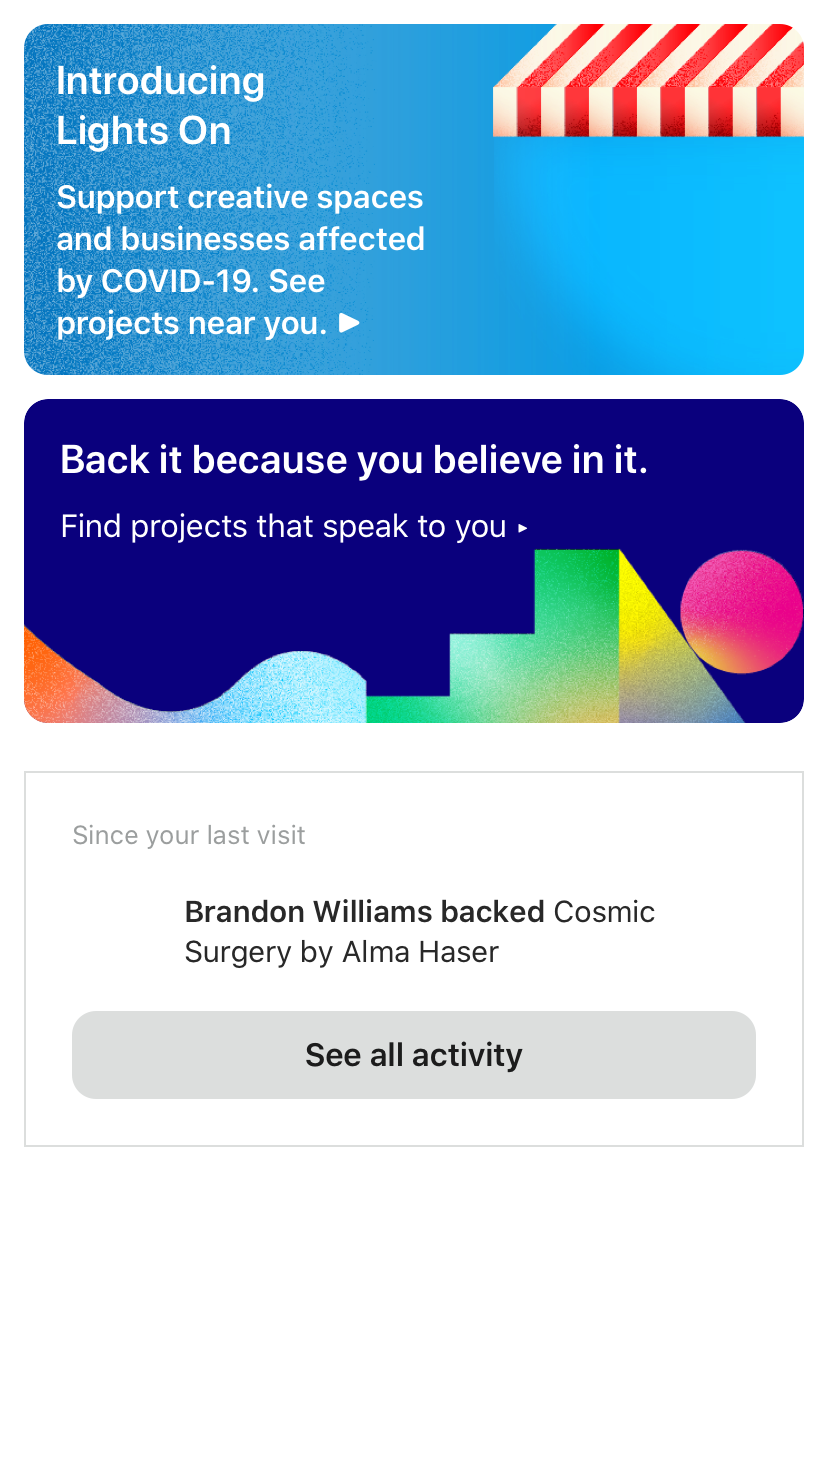 Introducing
Lights On
Support creative spaces
and businesses affected
by COVID-19. See
projects near you.
Back it because you believe in it.
Find projects that speak to you
Since your last visit
Brandon Williams backed Cosmic
Surgery by Alma Haser
See all activity